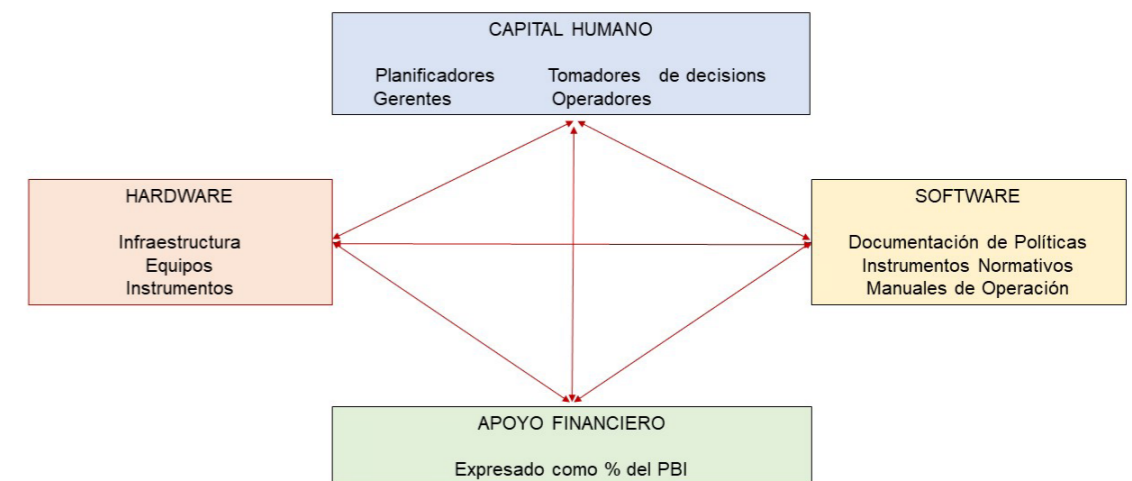 CAPITAL HUMANO
Planificadores Tomadores de decisions
Gerentes Operadores
HARDWARE
Infraestructura
Equipos
Instrumentos
SOFTWARE
Documentación de Políticas
Instrumentos Normativos
Manuales de Operación
APOYO FINANCIERO
Expresado como % del PBI